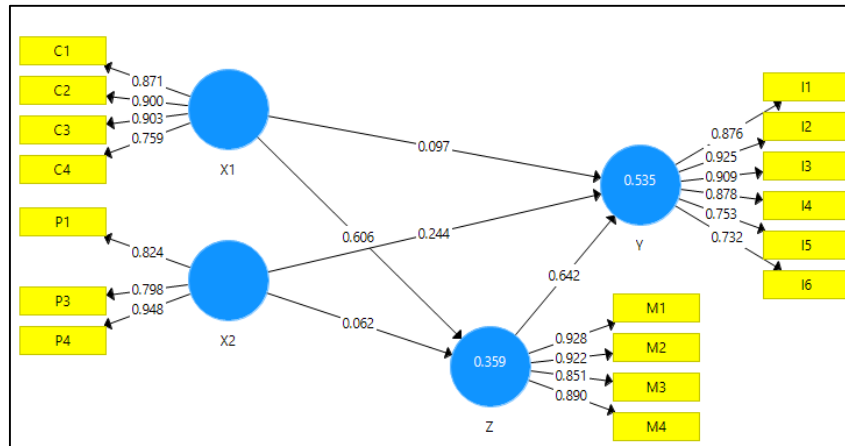 C1
C2
C3
C4
0.871
0.900
0.903
0.759
X1
P1
P3
P4
0.824
0.798
0.948
X2
0.097
0.606
0.244
0.062
0.642
0.535
Y
0.359
Z
0.876
0.925
0.909
0.878
0.753
0.732
I1
I2
I3
I4
I5
I6
0.928
0.922
0.851
0.890
M1
M2
M3
M4